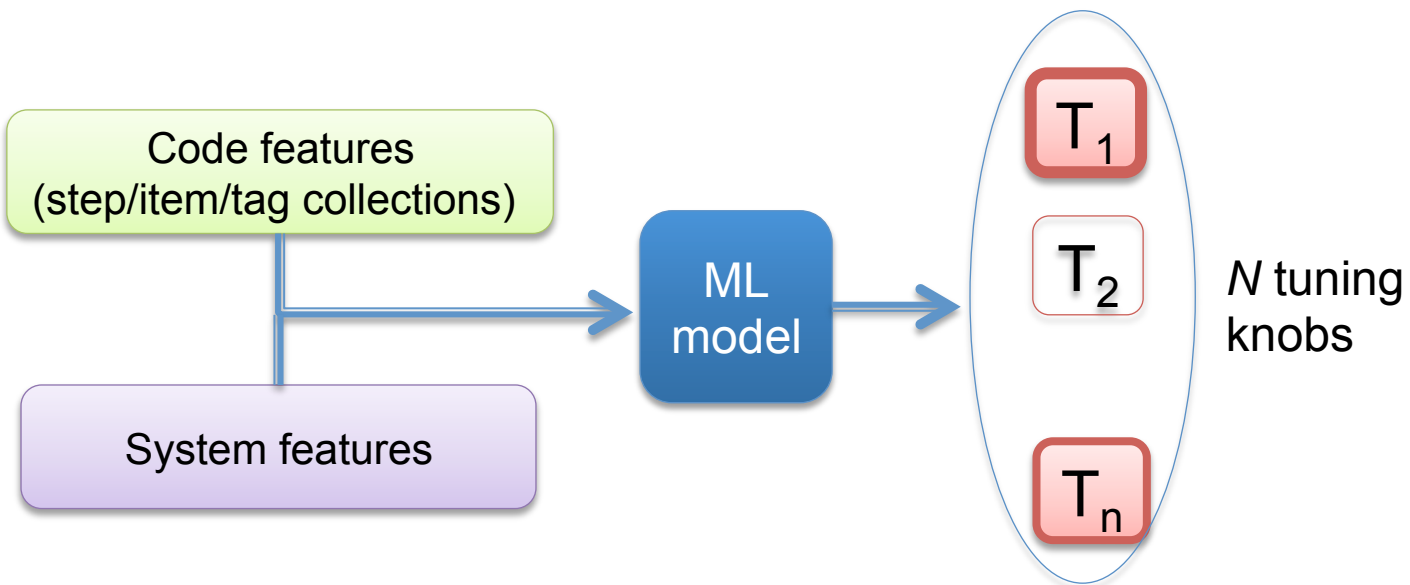 Code features
(step/item/tag collections)
System features
ML
model
T1
T2
Tn
N tuning
knobs